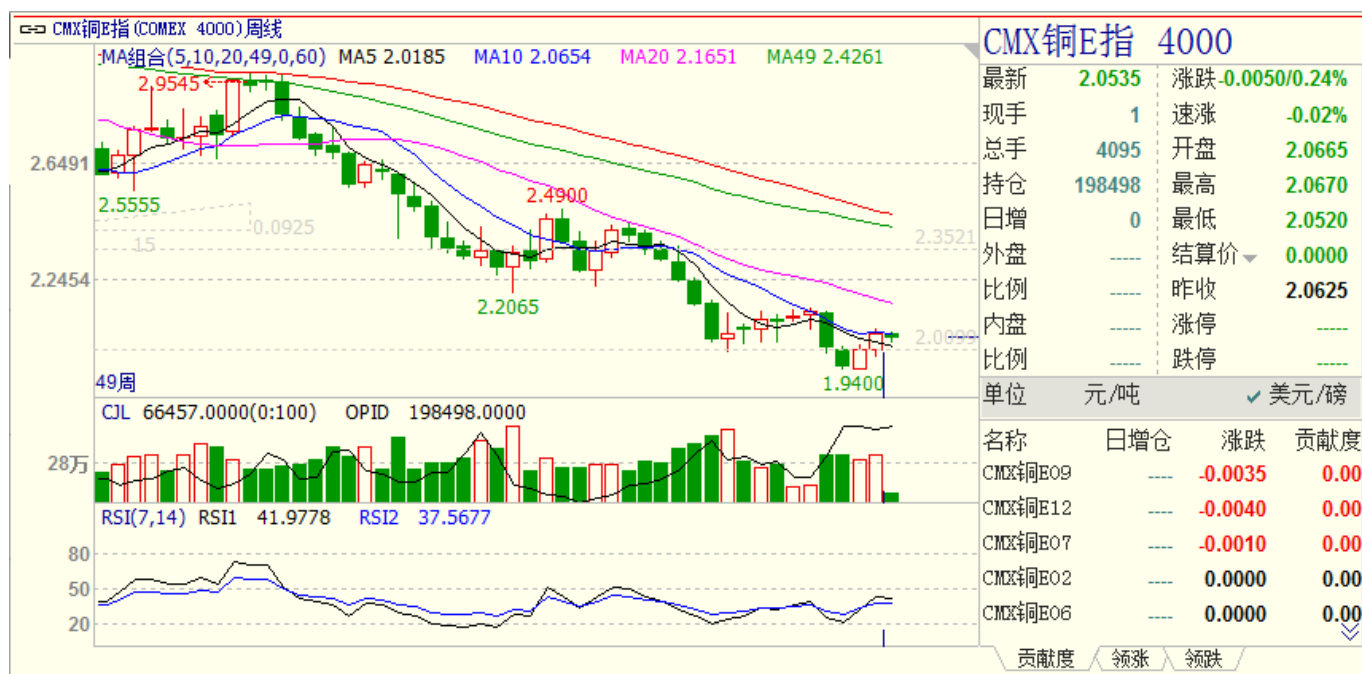 CMX铜E指(COMEX 4000)周线
MA组合(5,10,20,49,0,60) MA5 2.0185 MA10 2.0654 MA20 2.1651 MA49 2.4261
2.9545
2.6491
2.5555
0.0925
15
2.4900
2.3521
2.2454
2.2065
2.0099
1.9400
49周
CJL 66457.0000(0:100) OPID 198498.0000
28万
RSI(7,14) RSI1 41.9778 RSI2 37.5677
80
50
20
CMX铜E指 4000
最新 2.0535 涨跌 -0.0050/0.24%
现手 1 速涨 -0.02%
总手 4095 开盘 2.0665
持仓 198498 最高 2.0670
日增 0 最低 2.0520
外盘 ----- 结算价 0.0000
比例 ----- 昨收 2.0625
内盘 ----- 涨停 -----
比例 ----- 跌停 -----
单位 元/吨 ✓ 美元/磅
名称 日增仓 涨跌 贡献度
CMX铜E09 ---- -0.0035 0.00
CMX铜E12 ---- -0.0040 0.00
CMX铜E07 ---- -0.0010 0.00
CMX铜E02 ---- 0.0000 0.00
CMX铜E06 ---- 0.0000 0.00
贡献度 领涨 领跌